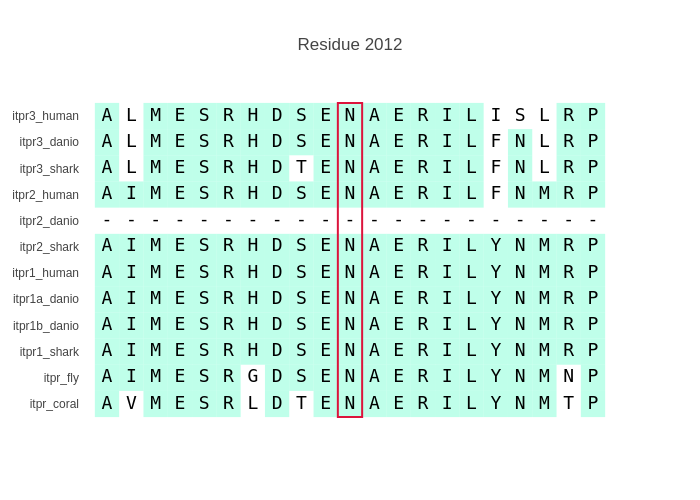 Residue 2012
itpr3_human A L M E S R H D S E N A E R I L I S L R P
itpr3_danio A L M E S R H D S E N A E R I L F N L R P
itpr3_shark A L M E S R H D T E N A E R I L F N L R P
itpr2_human A I M E S R H D S E N A E R I L F N M R P
itpr2_danio - - - - - - - - - - - - - - - - - - - - -
itpr2_shark A I M E S R H D S E N A E R I L Y N M R P
itpr1_human A I M E S R H D S E N A E R I L Y N M R P
itpr1a_danio A I M E S R H D S E N A E R I L Y N M R P
itpr1b_danio A I M E S R H D S E N A E R I L Y N M R P
itpr1_shark A I M E S R H D S E N A E R I L Y N M R P
itpr_fly A I M E S R G D S E N A E R I L Y N M N P
itpr_coral A V M E S R L D T E N A E R I L Y N M T P